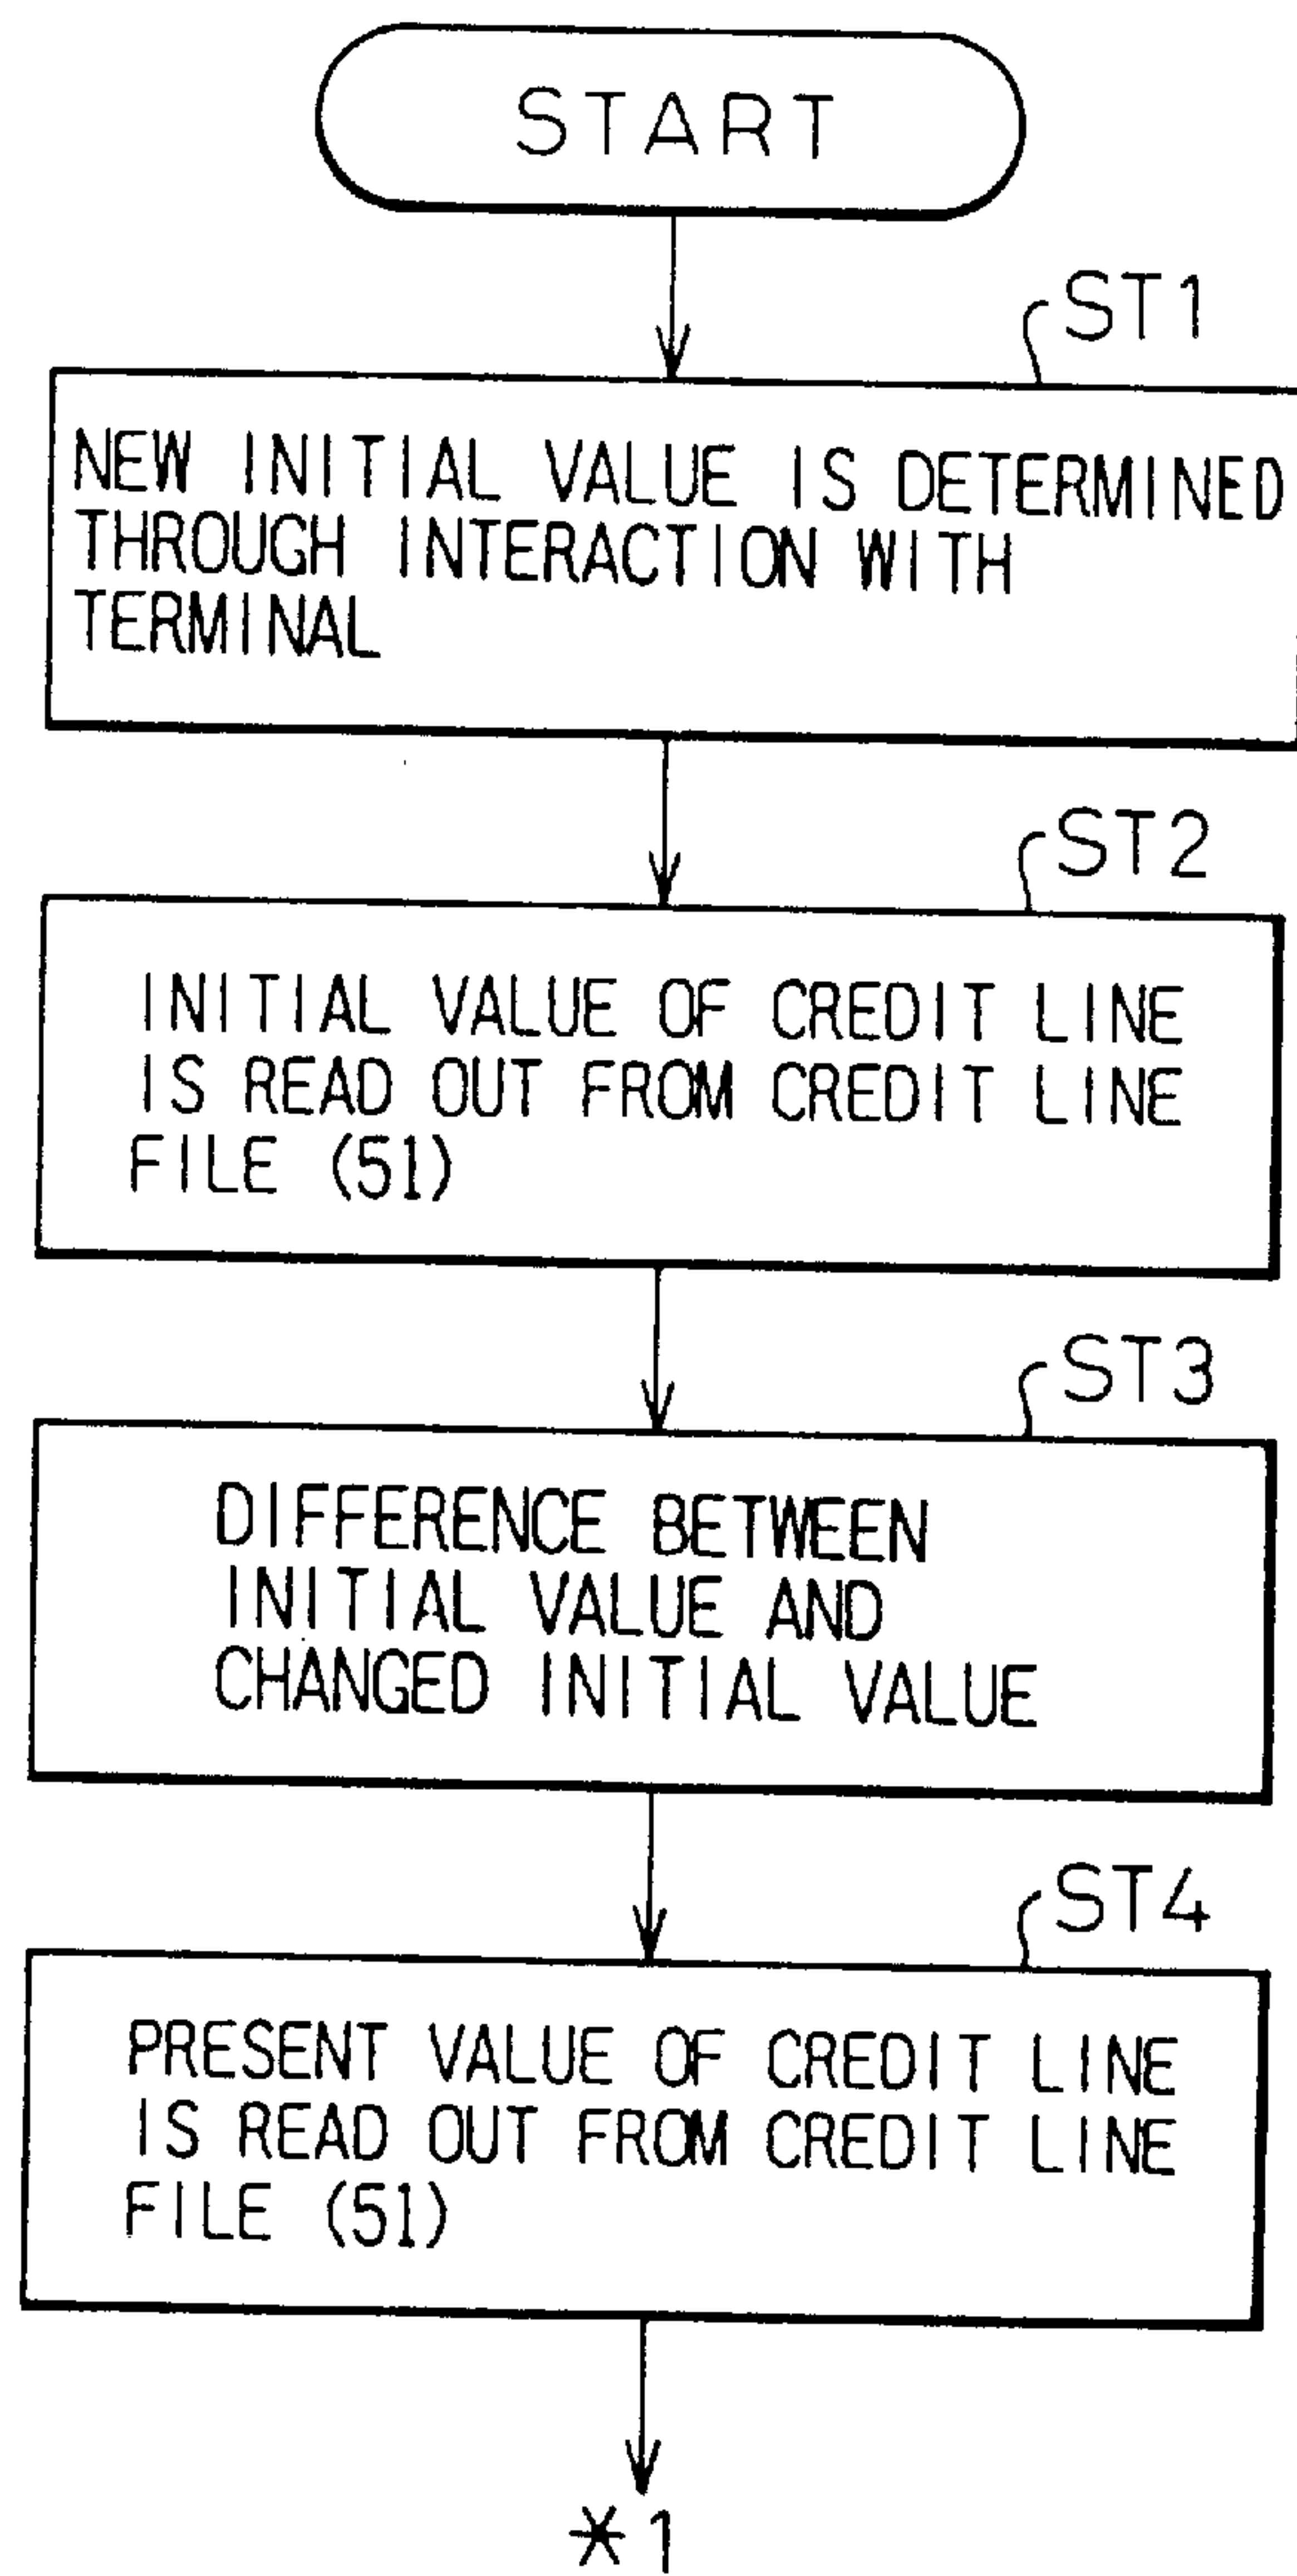 START
ST1
NEW INITIAL VALUE IS DETERMINED
THROUGH INTERACTION WITH
TERMINAL
ST2
INITIAL VALUE OF CREDIT LINE
IS READ OUT FROM CREDIT LINE
FILE (51)
ST3
DIFFERENCE BETWEEN
INITIAL VALUE AND
CHANGED INITIAL VALUE
ST4
PRESENT VALUE OF CREDIT LINE
IS READ OUT FROM CREDIT LINE
FILE (51)
*1